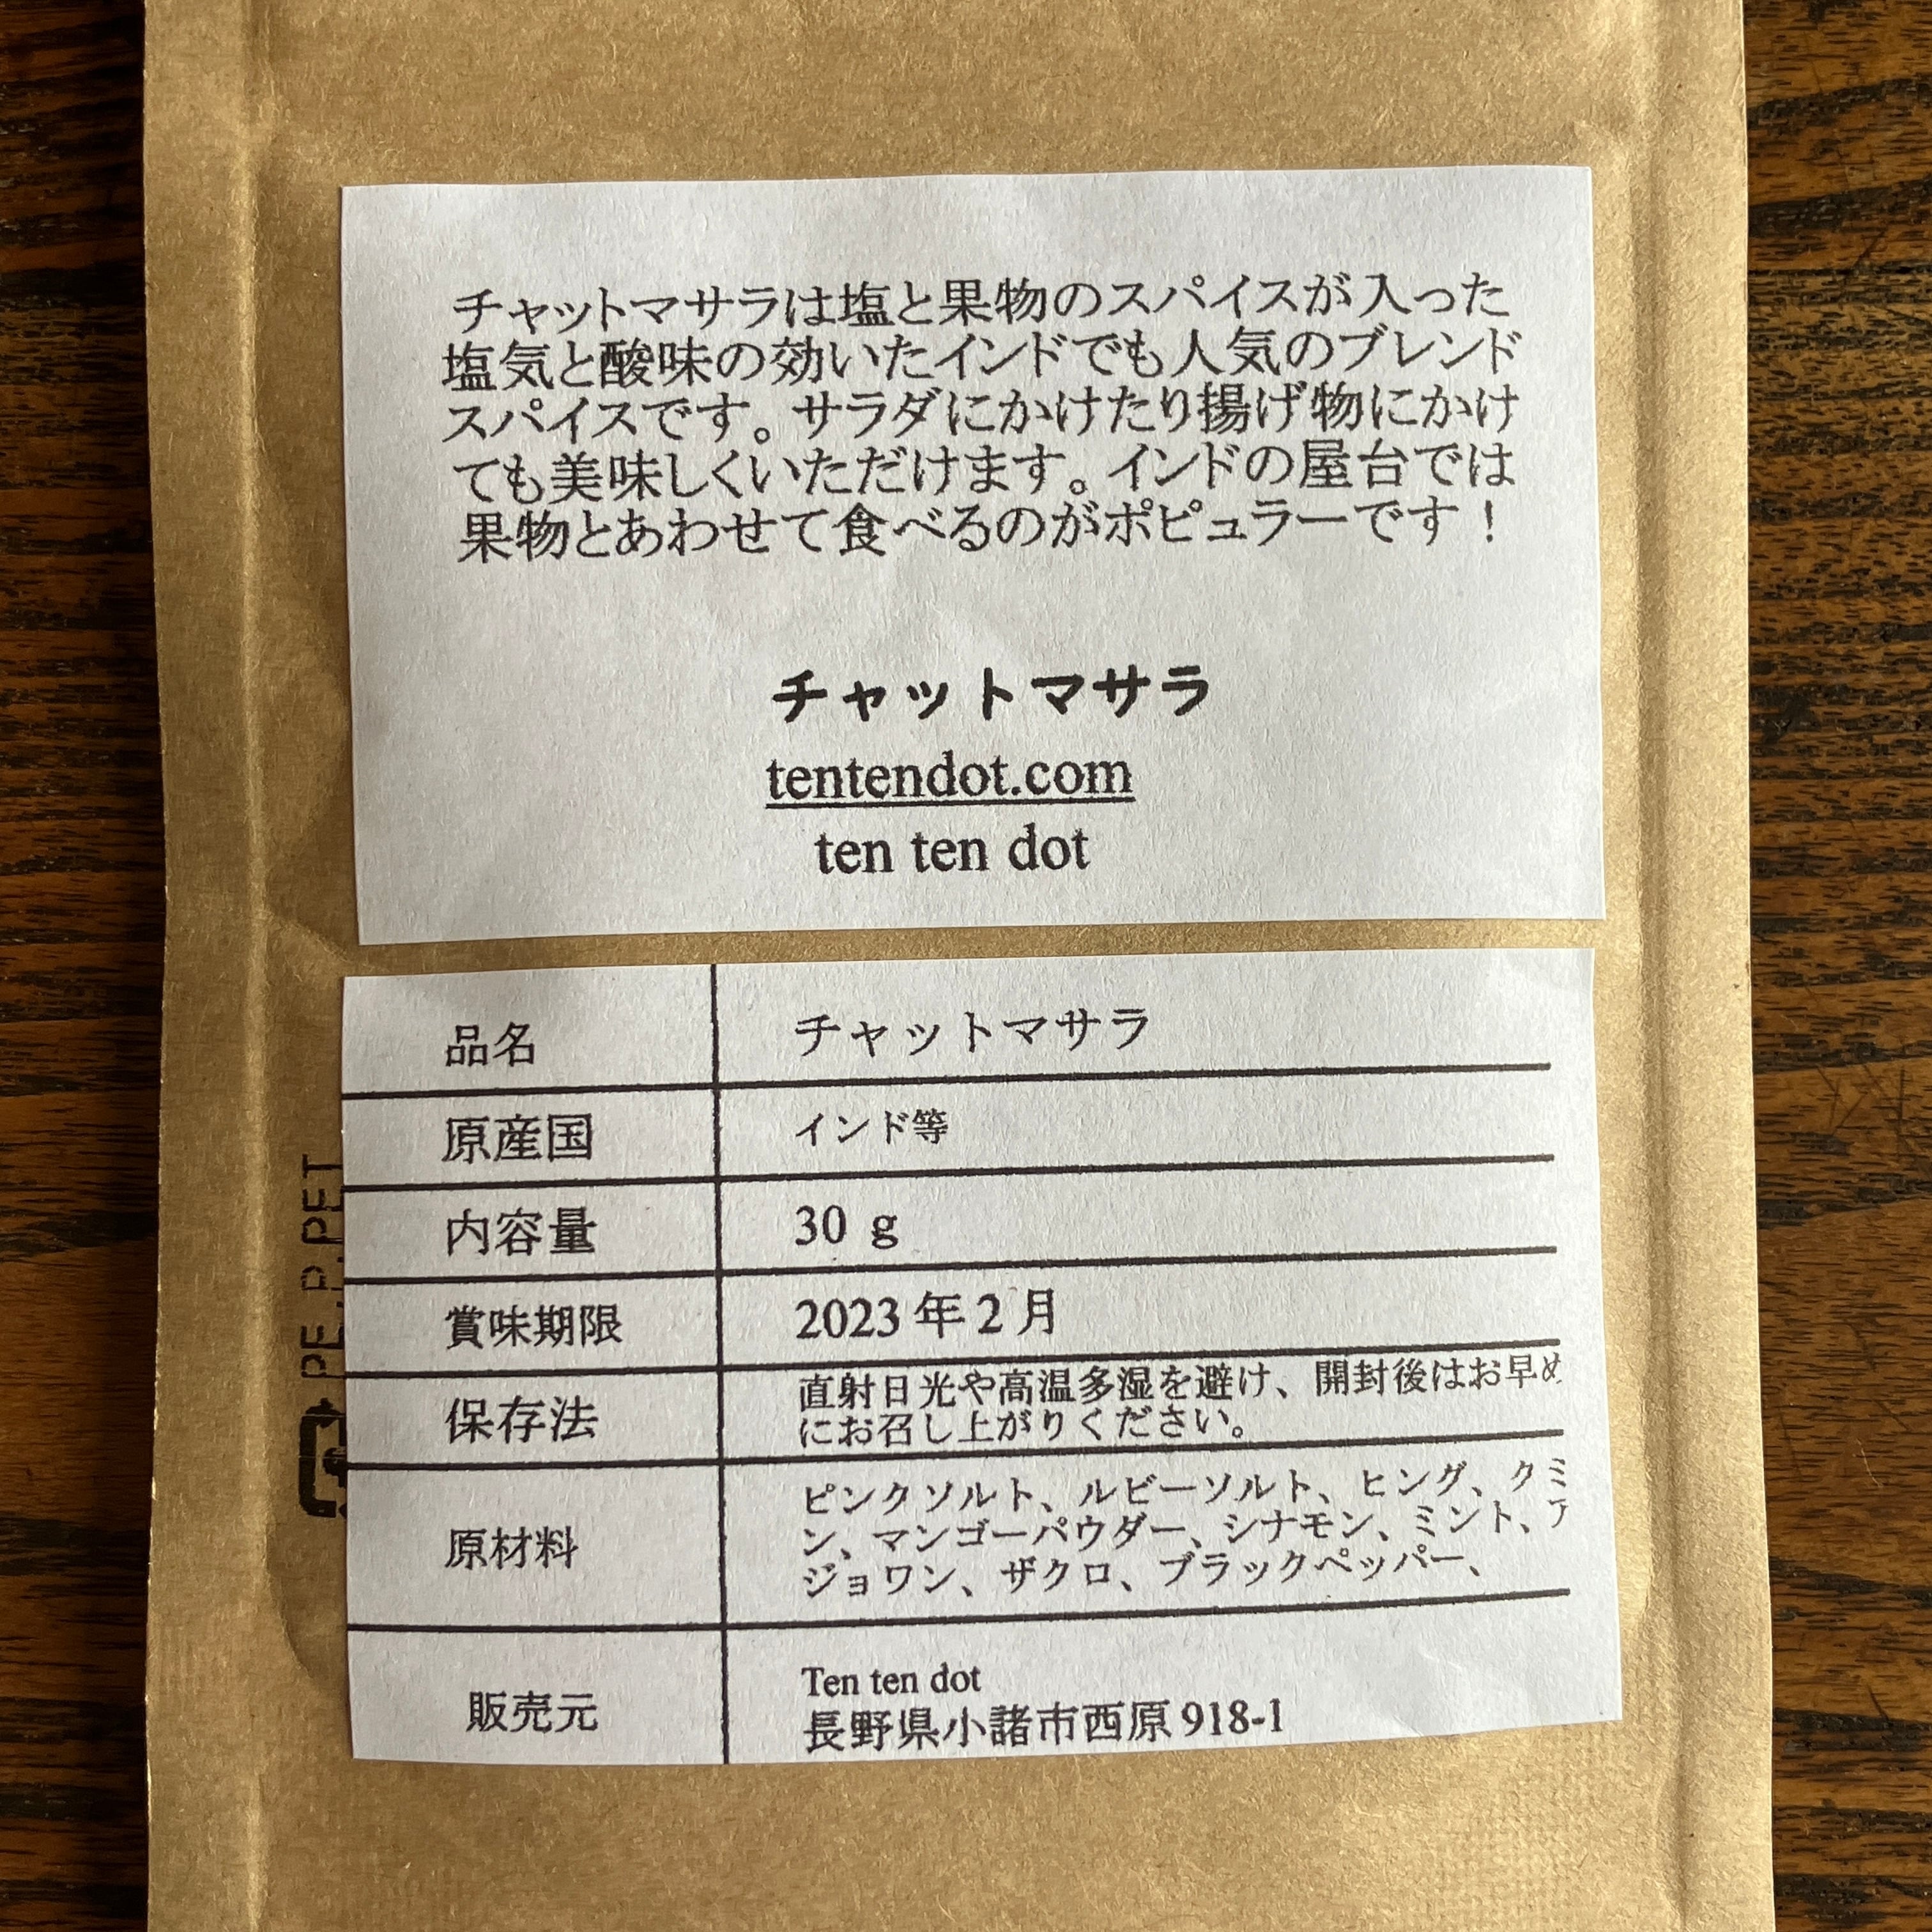 チャットマサラは塩と果物のスパイスが入った
塩気と酸味の効いたインドでも人気のブレンド
スパイスです。サラダにかけたり揚げ物にかけ
ても美味しくいただけます。インドの屋台では
果物とあわせて食べるのがポピュラーです！
チャットマサラ
tentendot.com
ten ten dot
品名 チャットマサラ
原産国 インド等
内容量 30 g
賞味期限 2023 年 2 月
保存法 直射日光や高温多湿を避け、開封後はお早め
にお召し上がりください。
原材料 ピンクソルト、ルビーソルト、ヒング、クミ
ン、マンゴーパウダー、シナモン、ミント、ア
ジョワン、ザクロ、ブラックペッパー、
販売元 Ten ten dot
長野県小諸市西原 918-1
PE.P.PET